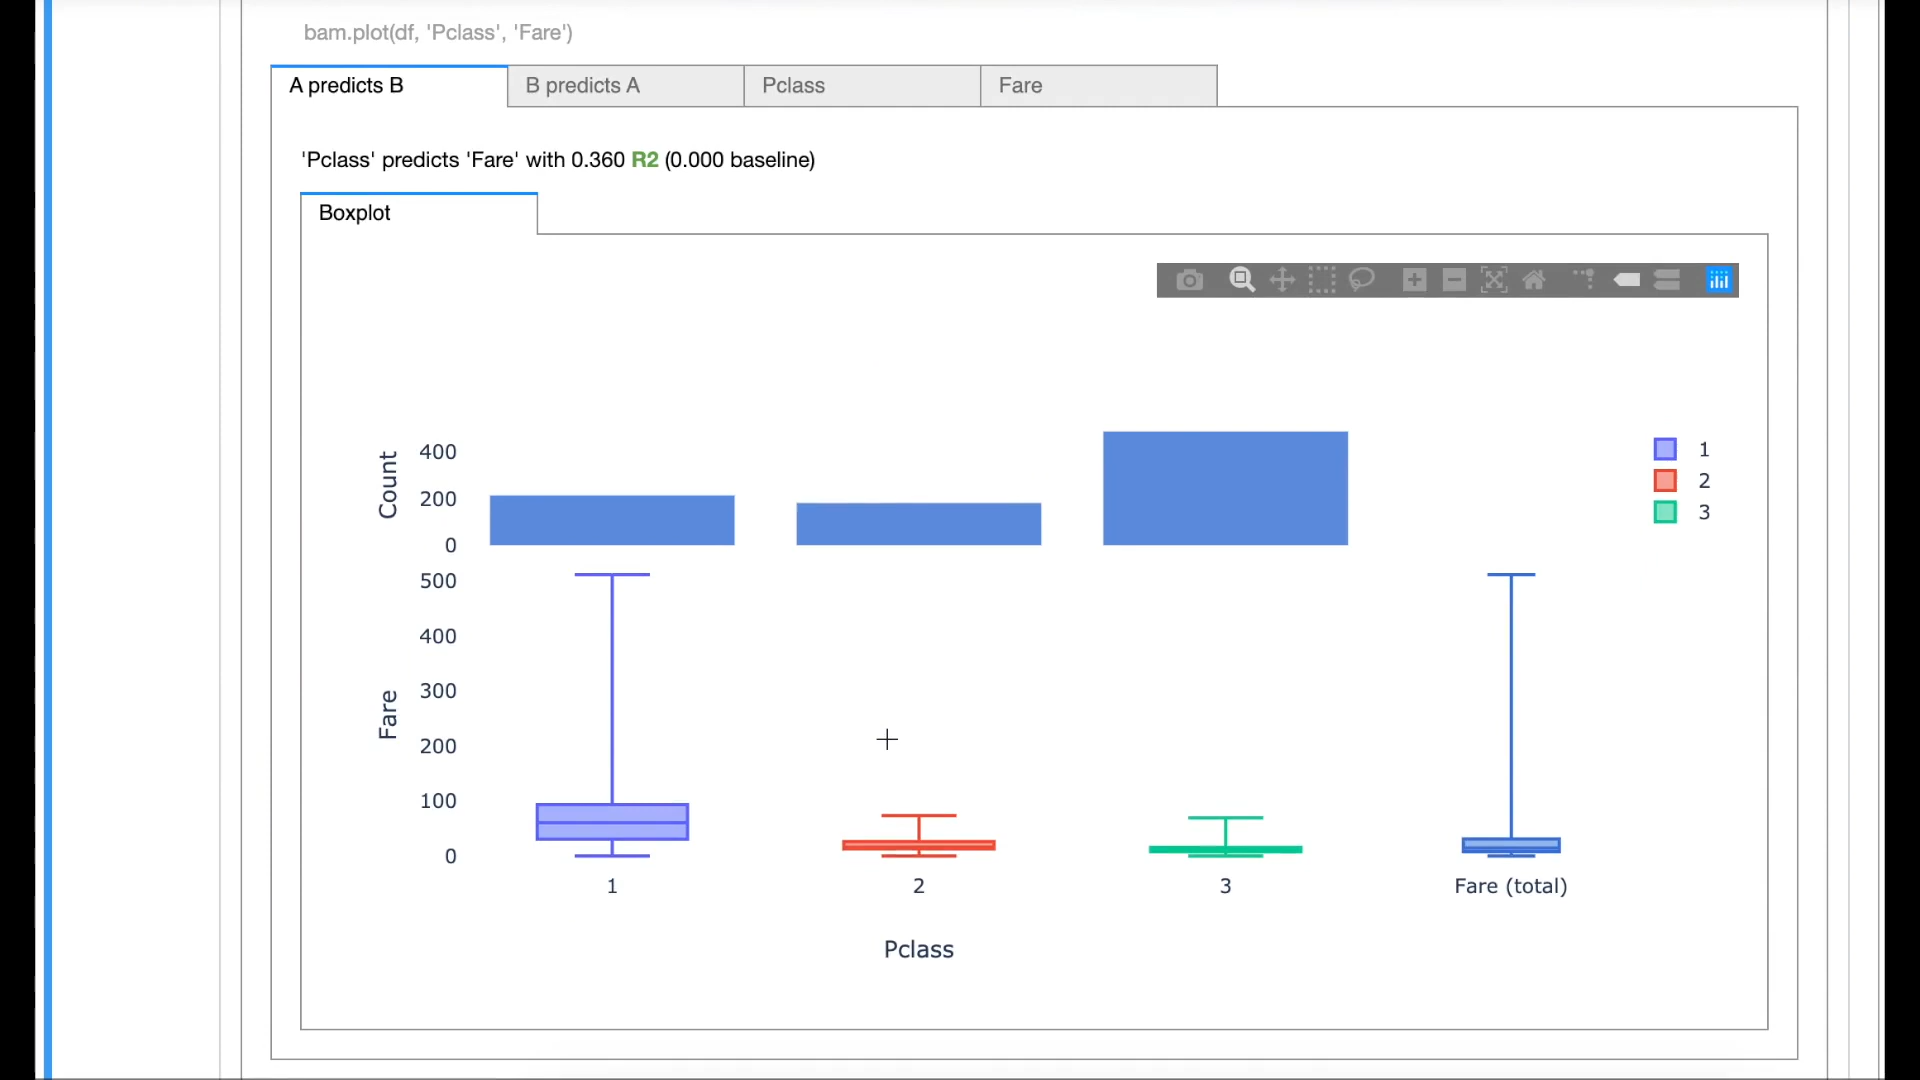 bam.plot(df, 'Pclass', 'Fare')
A predicts B
B predicts A
Pclass
Fare
'Pclass' predicts 'Fare' with 0.360 R2 (0.000 baseline)
Boxplot
Count
400
200
0
1
2
3
Fare
500
400
300
200
100
0
1
2
3
Fare (total)
Pclass